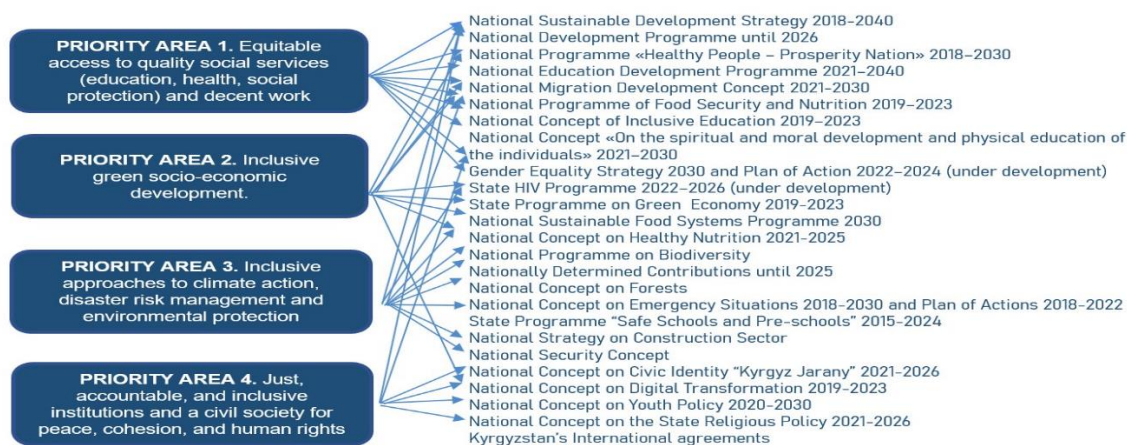 PRIORITY AREA 1. Equitable
access to quality social services
(education, health, social
protection) and decent work
PRIORITY AREA 2. Inclusive
green socio-economic
development.
PRIORITY AREA 3. Inclusive
approaches to climate action,
disaster risk management and
environmental protection
PRIORITY AREA 4. Just,
accountable, and inclusive
institutions and a civil society for
peace, cohesion, and human rights
National Sustainable Development Strategy 2018-2040
National Development Programme until 2026
National Programme «Healthy People – Prosperity Nation» 2018-2030
National Education Development Programme 2021-2040
National Migration Development Concept 2021-2030
National Programme of Food Security and Nutrition 2019-2023
National Concept of Inclusive Education 2019-2023
National Concept «On the spiritual and moral development and physical education of
the individuals» 2021-2030
Gender Equality Strategy 2030 and Plan of Action 2022-2024 (under development)
State HIV Programme 2022-2026 (under development)
State Programme on Green Economy 2019-2023
National Sustainable Food Systems Programme 2030
National Concept on Healthy Nutrition 2021-2025
National Programme on Biodiversity
Nationally Determined Contributions until 2025
National Concept on Forests
National Concept on Emergency Situations 2018-2030 and Plan of Actions 2018-2022
State Programme “Safe Schools and Pre-schools” 2015-2024
National Strategy on Construction Sector
National Security Concept
National Concept on Civic Identity “Kyrgyz Jarany” 2021-2026
National Concept on Digital Transformation 2019-2023
National Concept on Youth Policy 2020-2030
National Concept on the State Religious Policy 2021-2026
Kyrgyzstan’s International agreements